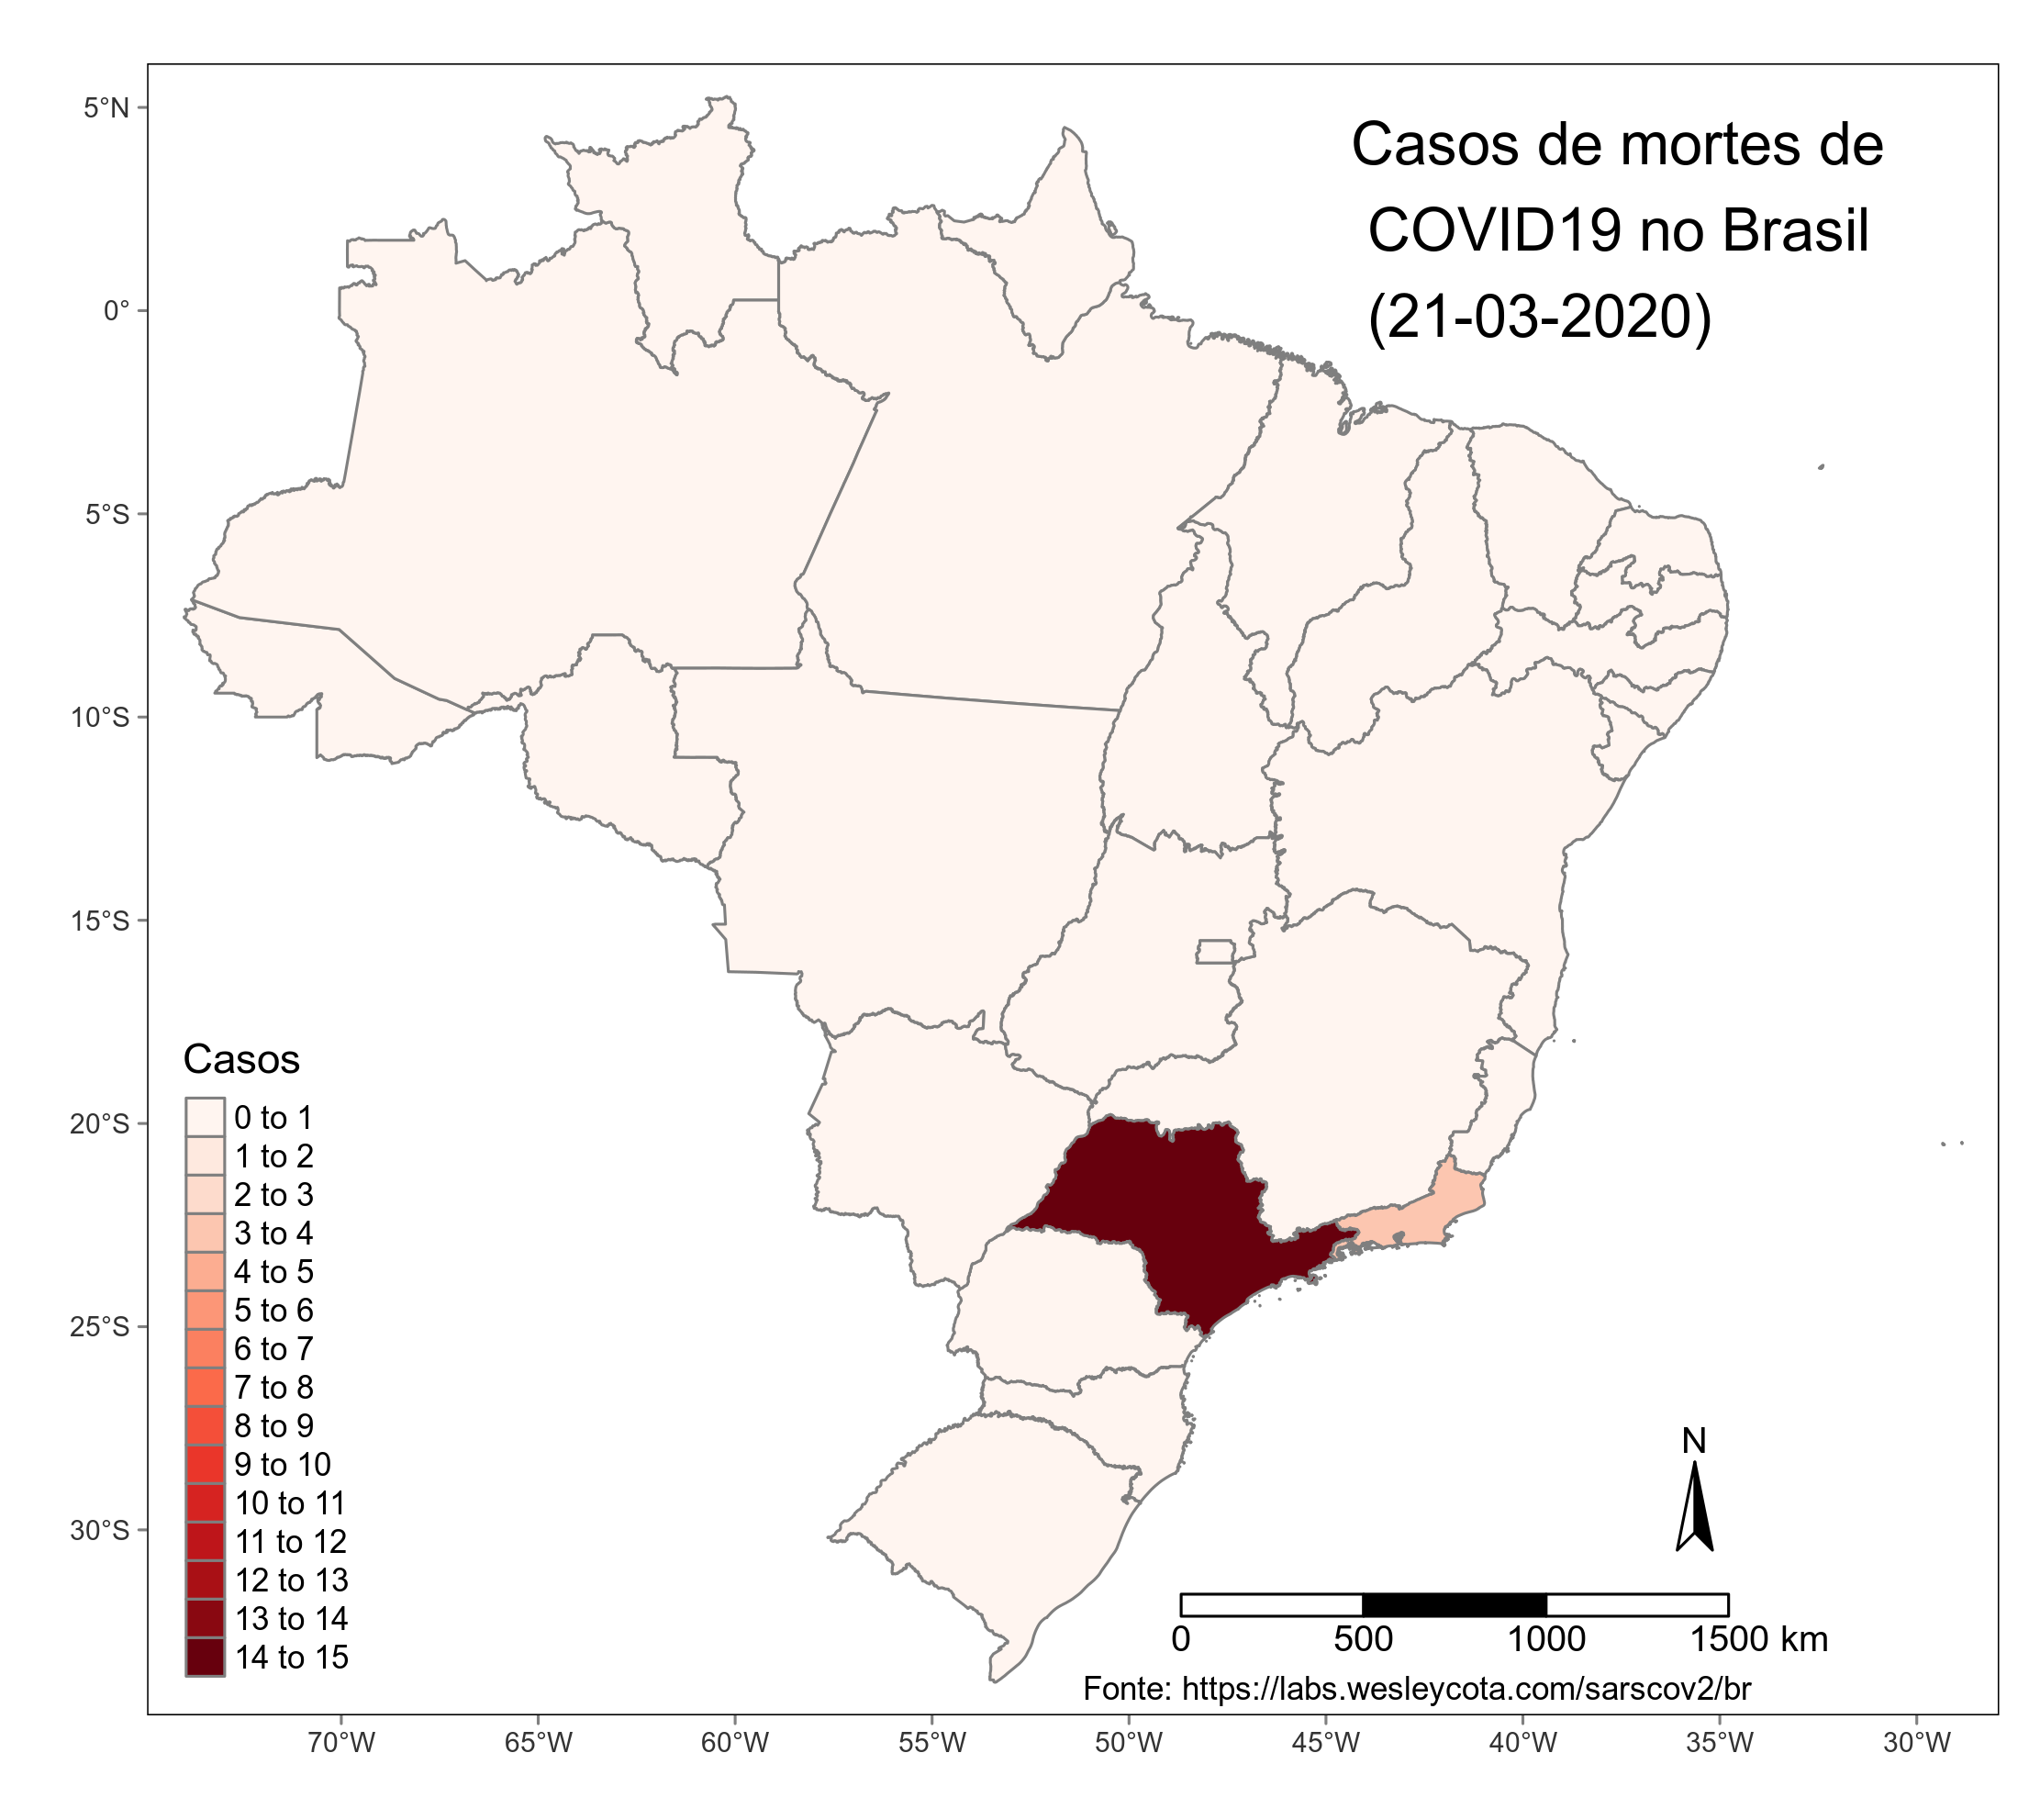 Casos de mortes de
COVID19 no Brasil
(21-03-2020)
5°N
0°
5°S
10°S
15°S
20°S
25°S
30°S
Casos
0 to 1
1 to 2
2 to 3
3 to 4
4 to 5
5 to 6
6 to 7
7 to 8
8 to 9
9 to 10
10 to 11
11 to 12
12 to 13
13 to 14
14 to 15
N
0 500 1000 1500 km
Fonte: https://labs.wesleycota.com/sarscov2/br
70°W 65°W 60°W 55°W 50°W 45°W 40°W 35°W 30°W